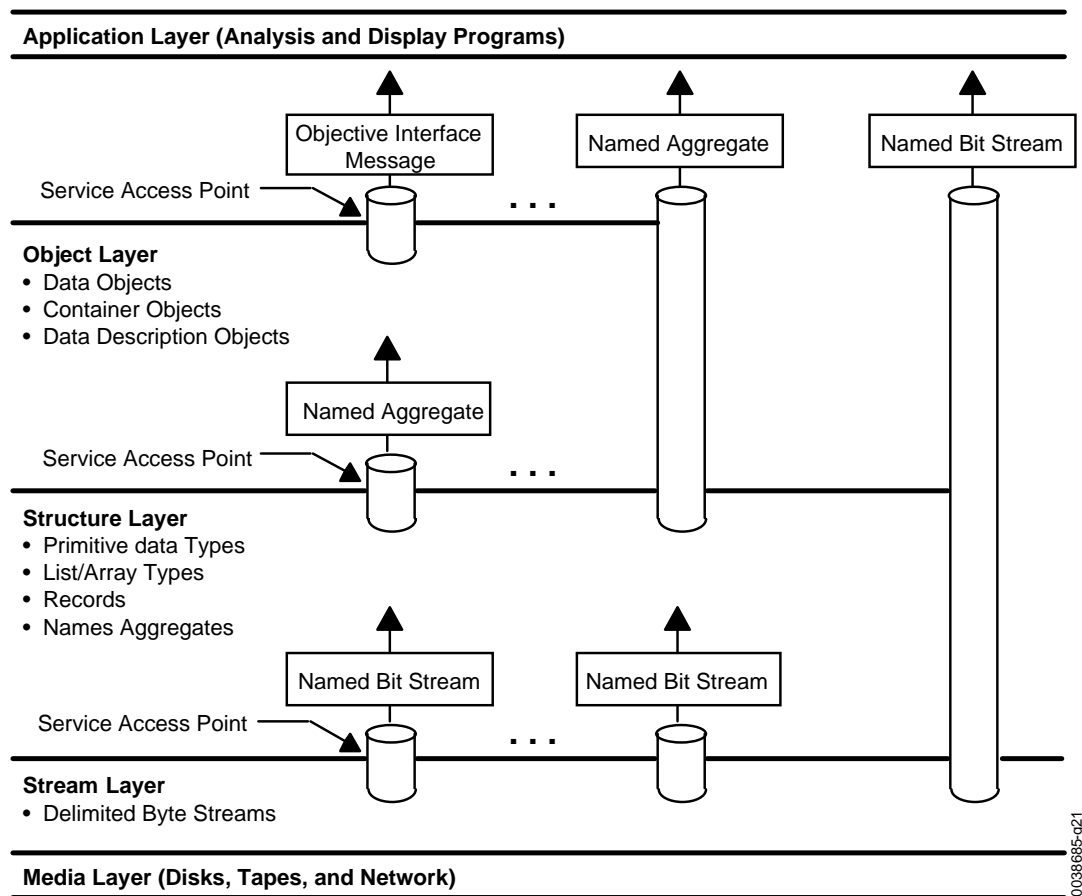 Application Layer (Analysis and Display Programs)
Objective Interface
Message
Named Aggregate
Named Bit Stream
Service Access Point
. . .
Object Layer
• Data Objects
• Container Objects
• Data Description Objects
Named Aggregate
Service Access Point
. . .
Structure Layer
• Primitive data Types
• List/Array Types
• Records
• Names Aggregates
Named Bit Stream
Named Bit Stream
Service Access Point
. . .
Stream Layer
• Delimited Byte Streams
Media Layer (Disks, Tapes, and Network)
0038685-α21